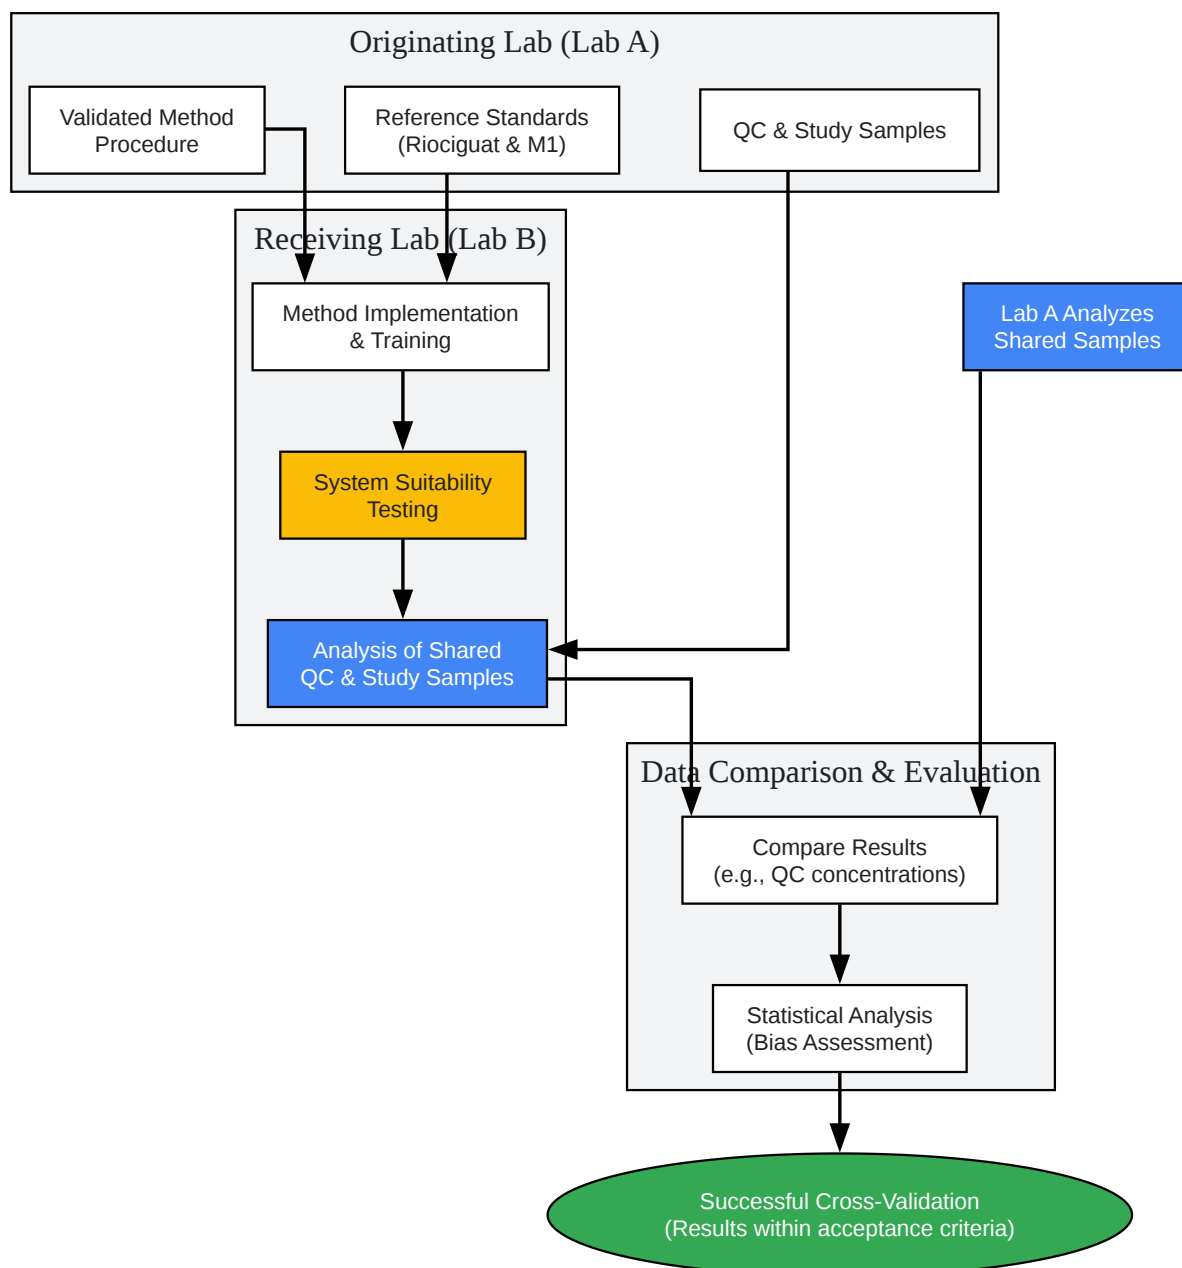 Originating Lab (Lab A)
Validated Method
Procedure
Reference Standards
(Riociguat & M1)
QC & Study Samples
Receiving Lab (Lab B)
Method Implementation
& Training
Lab A Analyzes
Shared Samples
System Suitability
Testing
Analysis of Shared
QC & Study Samples
Data Comparison & Evaluation
Compare Results
(e.g., QC concentrations)
Statistical Analysis
(Bias Assessment)
Successful Cross-Validation
(Results within acceptance criteria)